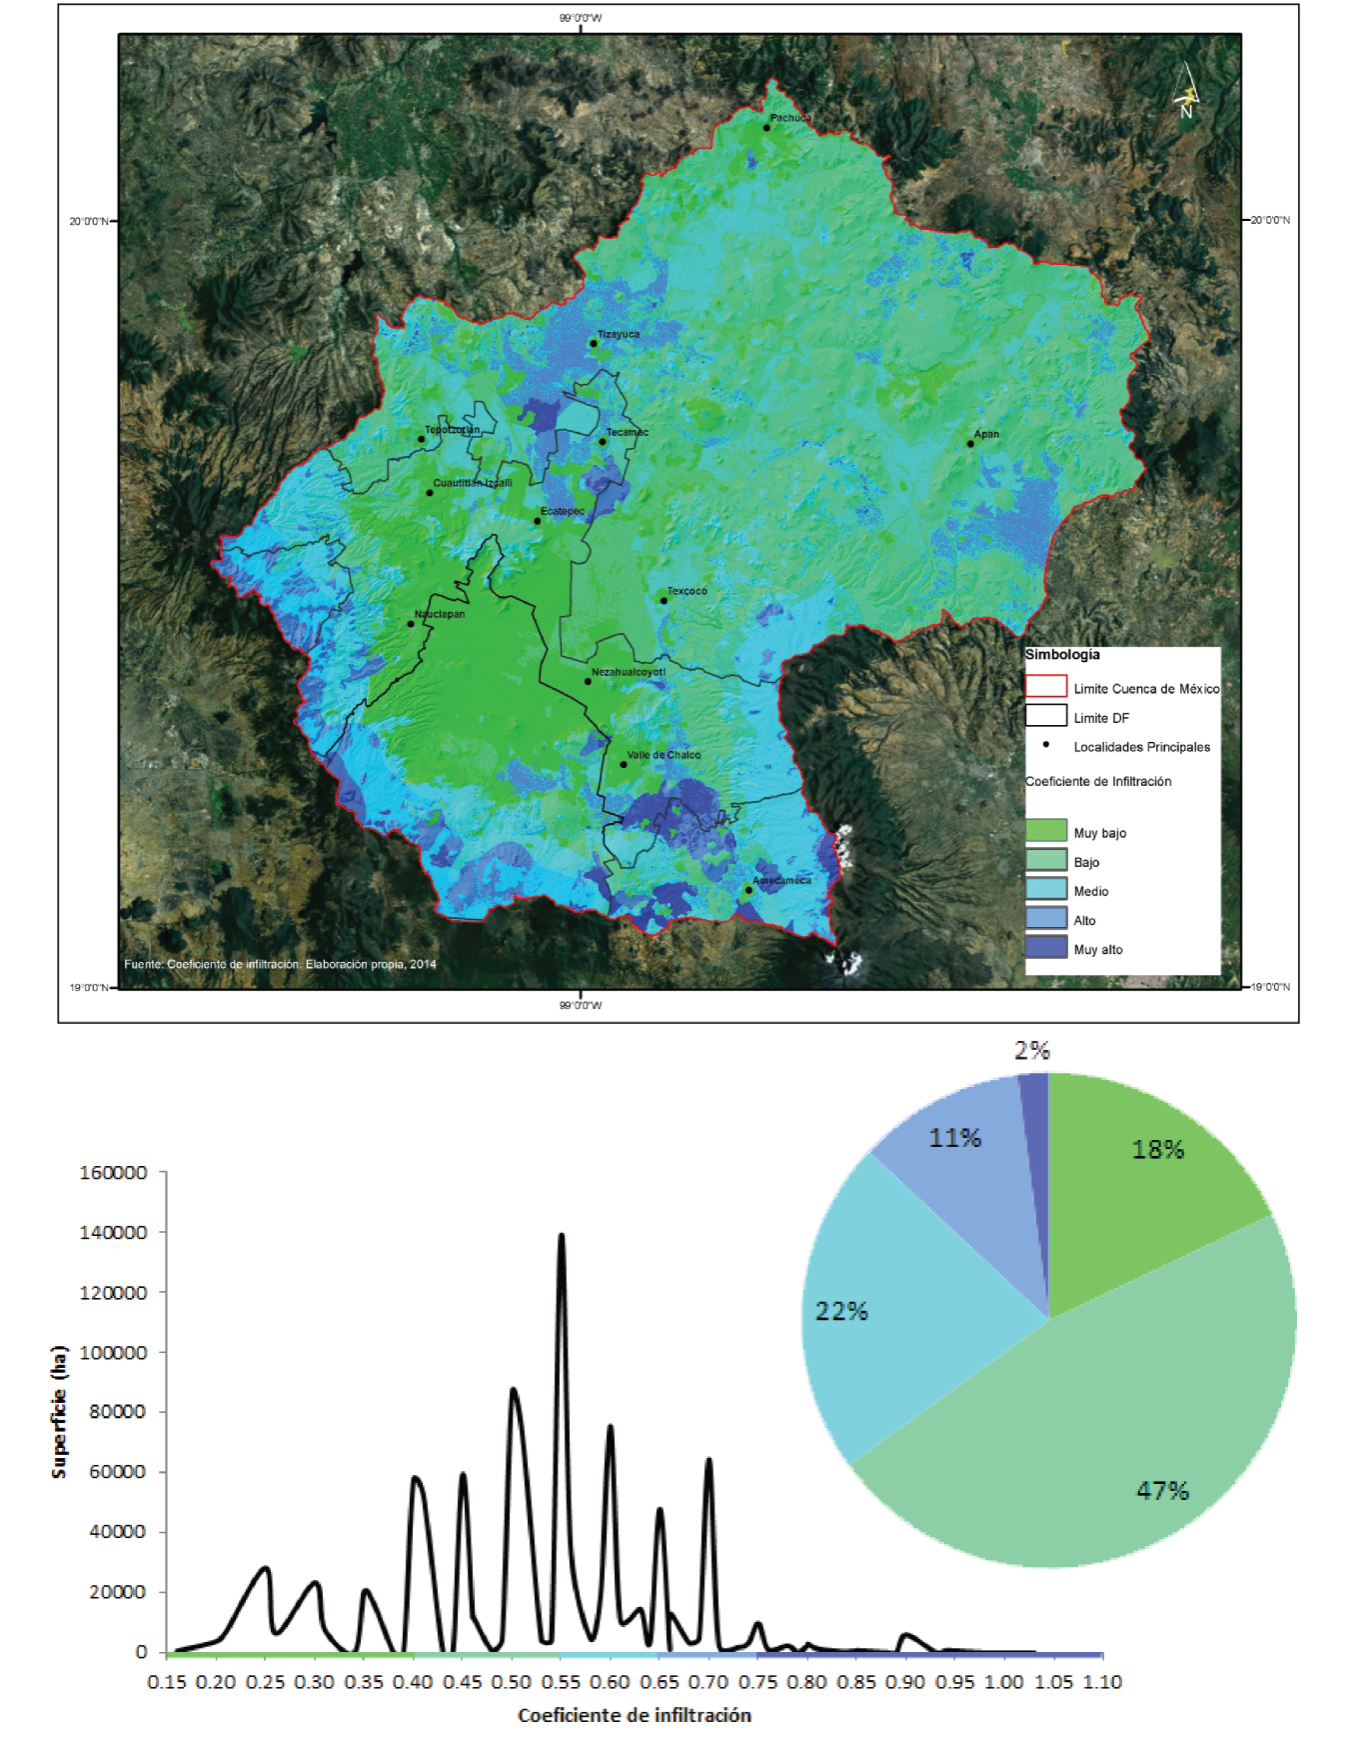 99°0'0"W
N
Pachuca
20°0'0"N
20°0'0"N
Tizayuca
Tepotzotlán
Tecamac
Apan
Cuautitlán Izcalli
Ecatepec
Texcoco
Nauclapan
Nezahualcoyotl
Valle de Chalco
Amecameca
Simbología
Limite Cuenca de México
Limite DF
Localidades Principales
Coeficiente de Infiltración
Muy bajo
Bajo
Medio
Alto
Muy alto
Fuente: Coeficiente de infiltración. Elaboración propia, 2014
19°0'0"N
19°0'0"N
99°0'0"W
2%
11%
18%
22%
47%
160000
140000
120000
100000
80000
60000
40000
20000
0
Superficie (ha)
0.15 0.20 0.25 0.30 0.35 0.40 0.45 0.50 0.55 0.60 0.65 0.70 0.75 0.80 0.85 0.90 0.95 1.00 1.05 1.10
Coeficiente de infiltración